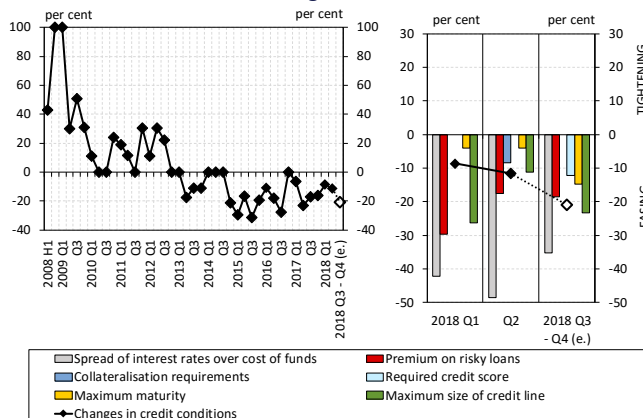 per cent
per cent
100
80
60
40
20
0
-20
-40
100
80
60
40
20
0
-20
-40
2008 H1
2009 Q1
Q3
2010 Q1
Q3
2011 Q1
Q3
2012 Q1
Q3
2013 Q1
Q3
2014 Q1
Q3
2015 Q1
Q3
2016 Q1
Q3
2017 Q1
Q3
2018 Q1
2018 Q3 - Q4 (e.)
per cent
per cent
30
20
10
0
-10
-20
-30
-40
-50
30
20
10
0
-10
-20
-30
-40
-50
TIGHTENING
EASING
2018 Q1
Q2
2018 Q3
- Q4 (e.)
Spread of interest rates over cost of funds
Premium on risky loans
Collateralisation requirements
Required credit score
Maximum maturity
Maximum size of credit line
Changes in credit conditions